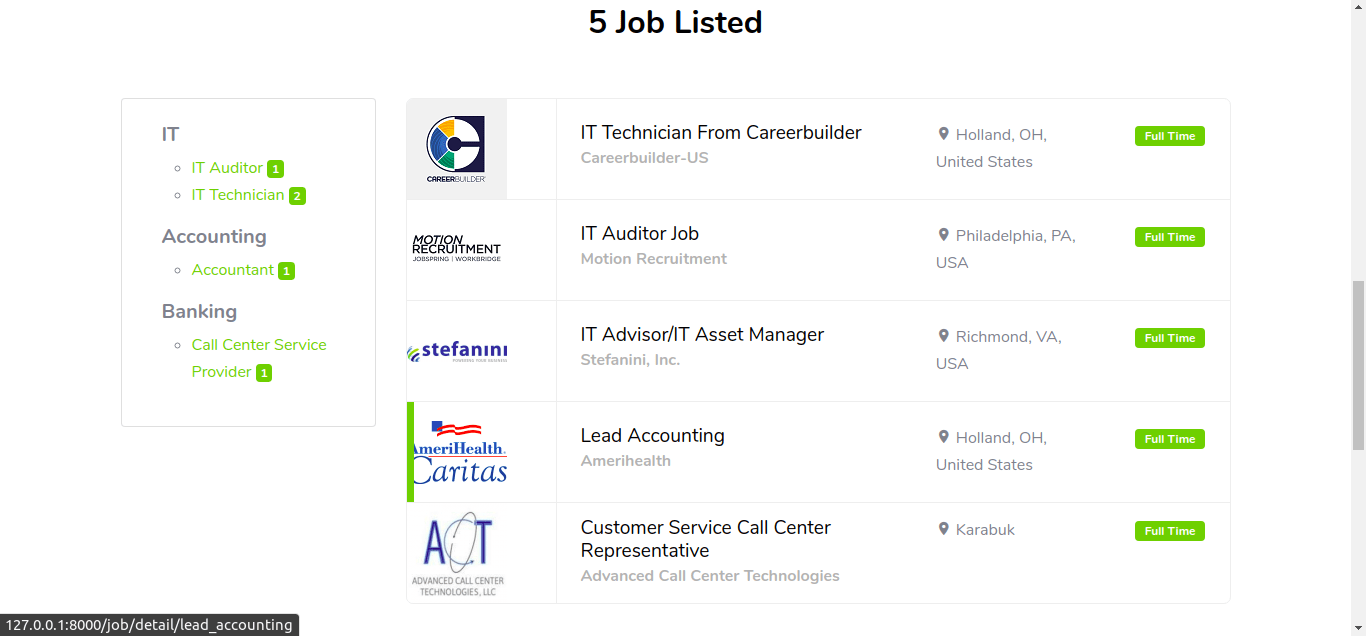 5 Job Listed
IT
IT Auditor 1
IT Technician 2
Accounting
Accountant 1
Banking
Call Center Service
Provider 1
CAREERBUILDER
IT Technician From Careerbuilder
Careerbuilder-US
Holland, OH,
United States
Full Time
MOTION
RECRUITMENT
JOBSPRING | WORKBRIDGE
IT Auditor Job
Motion Recruitment
Philadelphia, PA,
USA
Full Time
stefanini
IT Advisor/IT Asset Manager
Stefanini, Inc.
Richmond, VA,
USA
Full Time
AmeriHealth
Caritas
Lead Accounting
Amerihealth
Holland, OH,
United States
Full Time
ACT
ADVANCED CALL CENTER
TECHNOLOGIES, LLC
Customer Service Call Center
Representative
Advanced Call Center Technologies
Karabuk
Full Time
127.0.0.1:8000/job/detail/lead_accounting